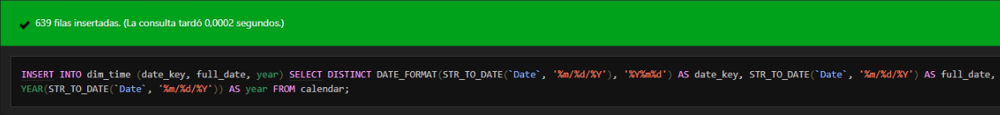 639 filas insertadas. (La consulta tardó 0,0002 segundos.)
INSERT INTO dim_time (date_key, full_date, year) SELECT DISTINCT DATE_FORMAT(STR_TO_DATE(`Date`, '%m/%d/%Y'), '%Y%m%d') AS date_key, STR_TO_DATE(`Date`, '%m/%d/%Y') AS full_date,
YEAR(STR_TO_DATE(`Date`, '%m/%d/%Y')) AS year FROM calendar;